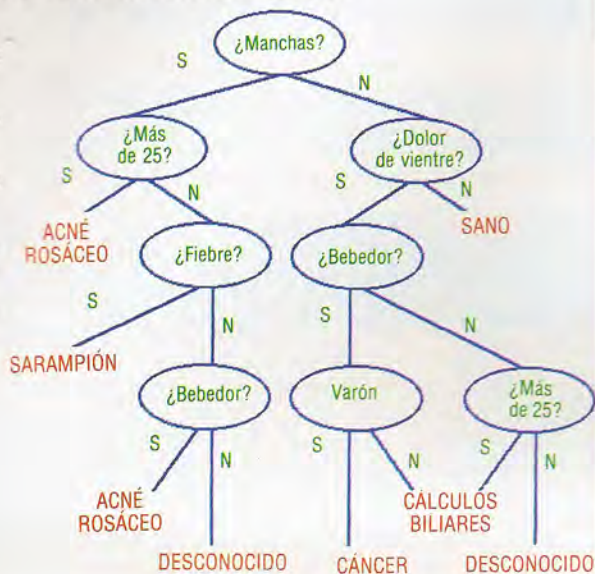 ¿Manchas?
S
N
¿Más
de 25?
¿Dolor
de vientre?
S
N
S
N
ACNÉ
ROSÁCEO
SANO
¿Fiebre?
¿Bebedor?
S
N
S
N
SARAMPIÓN
¿Bebedor?
Varón
¿Más
de 25?
S
N
S
N
S
N
ACNÉ
ROSÁCEO
CÁLCULOS
BILIARES
DESCONOCIDO
CÁNCER
DESCONOCIDO